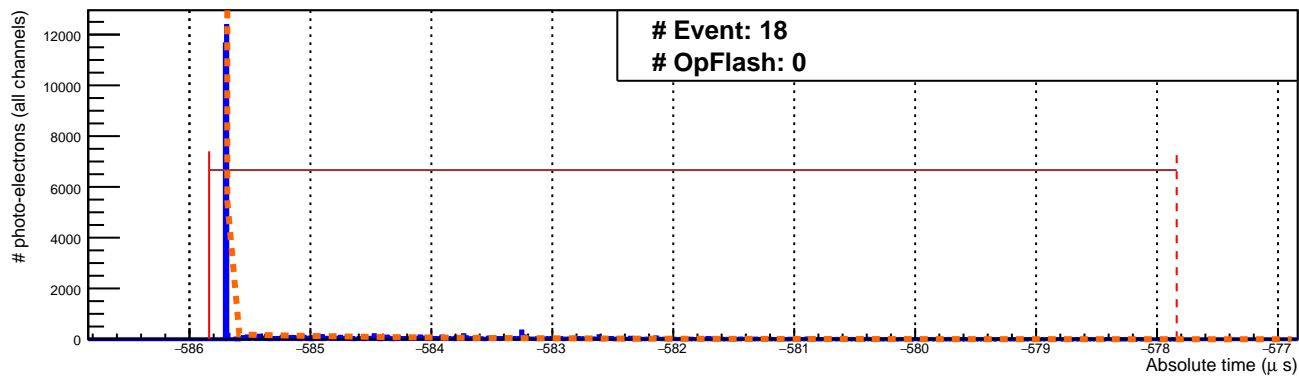 # Event: 18
# OpFlash: 0
# photo-electrons (all channels)
12000
10000
8000
6000
4000
2000
0
−586 −585 −584 −583 −582 −581 −580 −579 −578 −577
Absolute time (μ s)